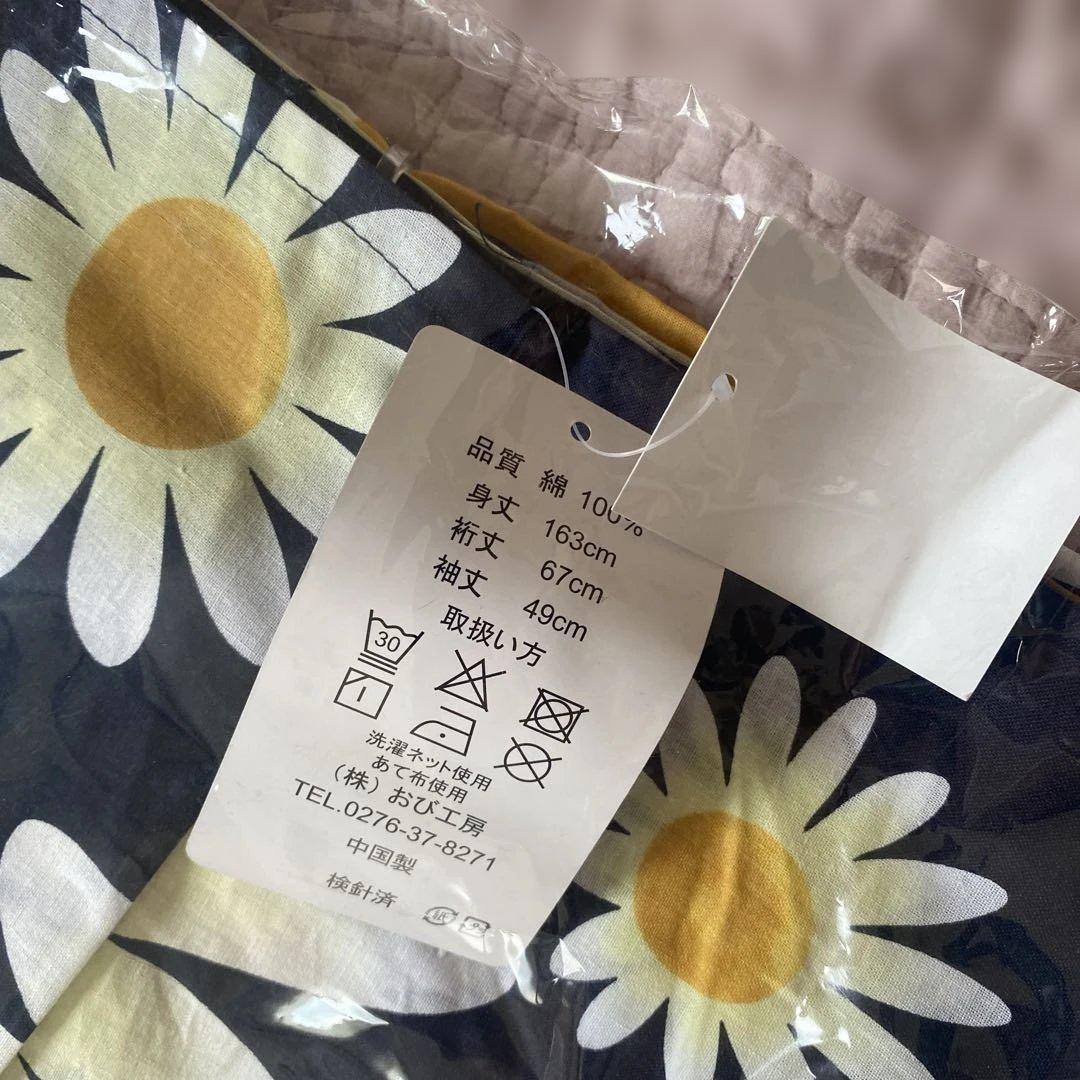 品質 綿 100%
身丈 163cm
裄丈 67cm
袖丈 49cm
取扱い方
30
洗濯ネット使用
あて布使用
(株)おび工房
TEL.0276-37-8271
中国製
検針済
紙